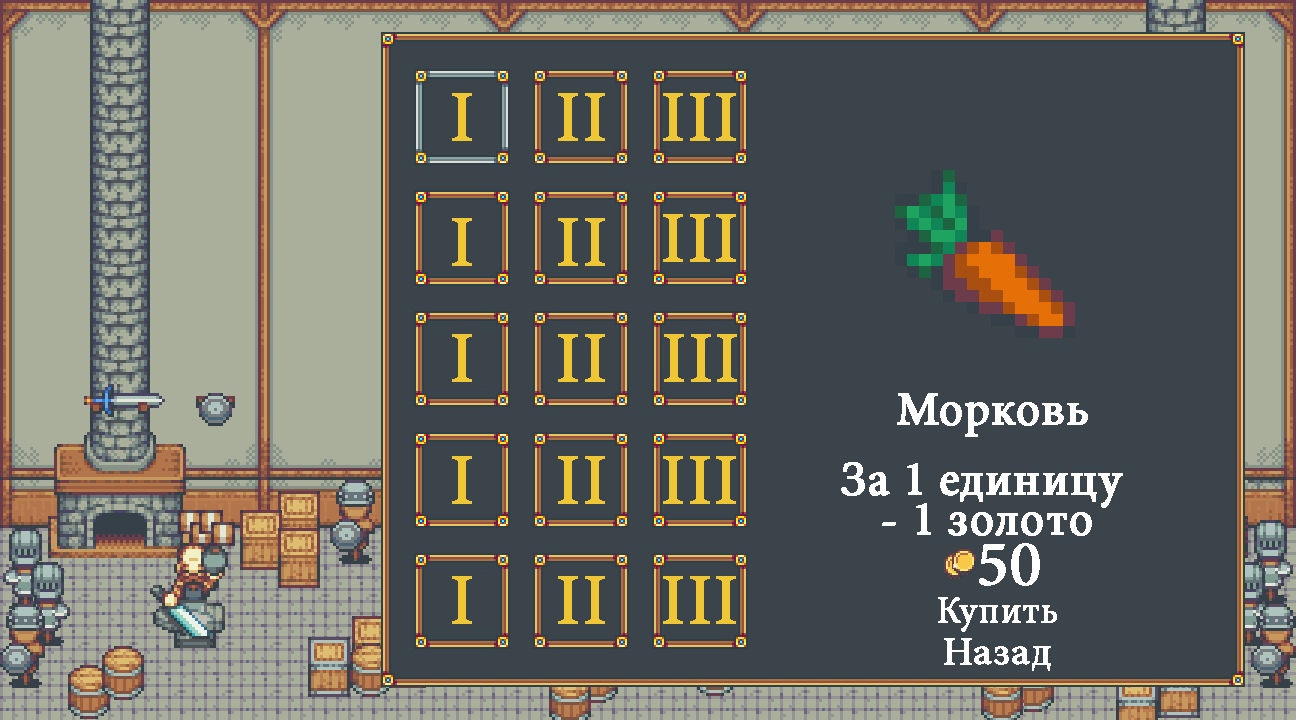 I II III
I II III
I II III
I II III
I II III
Морковь
За 1 единицу
- 1 золото
50
Купить
Назад